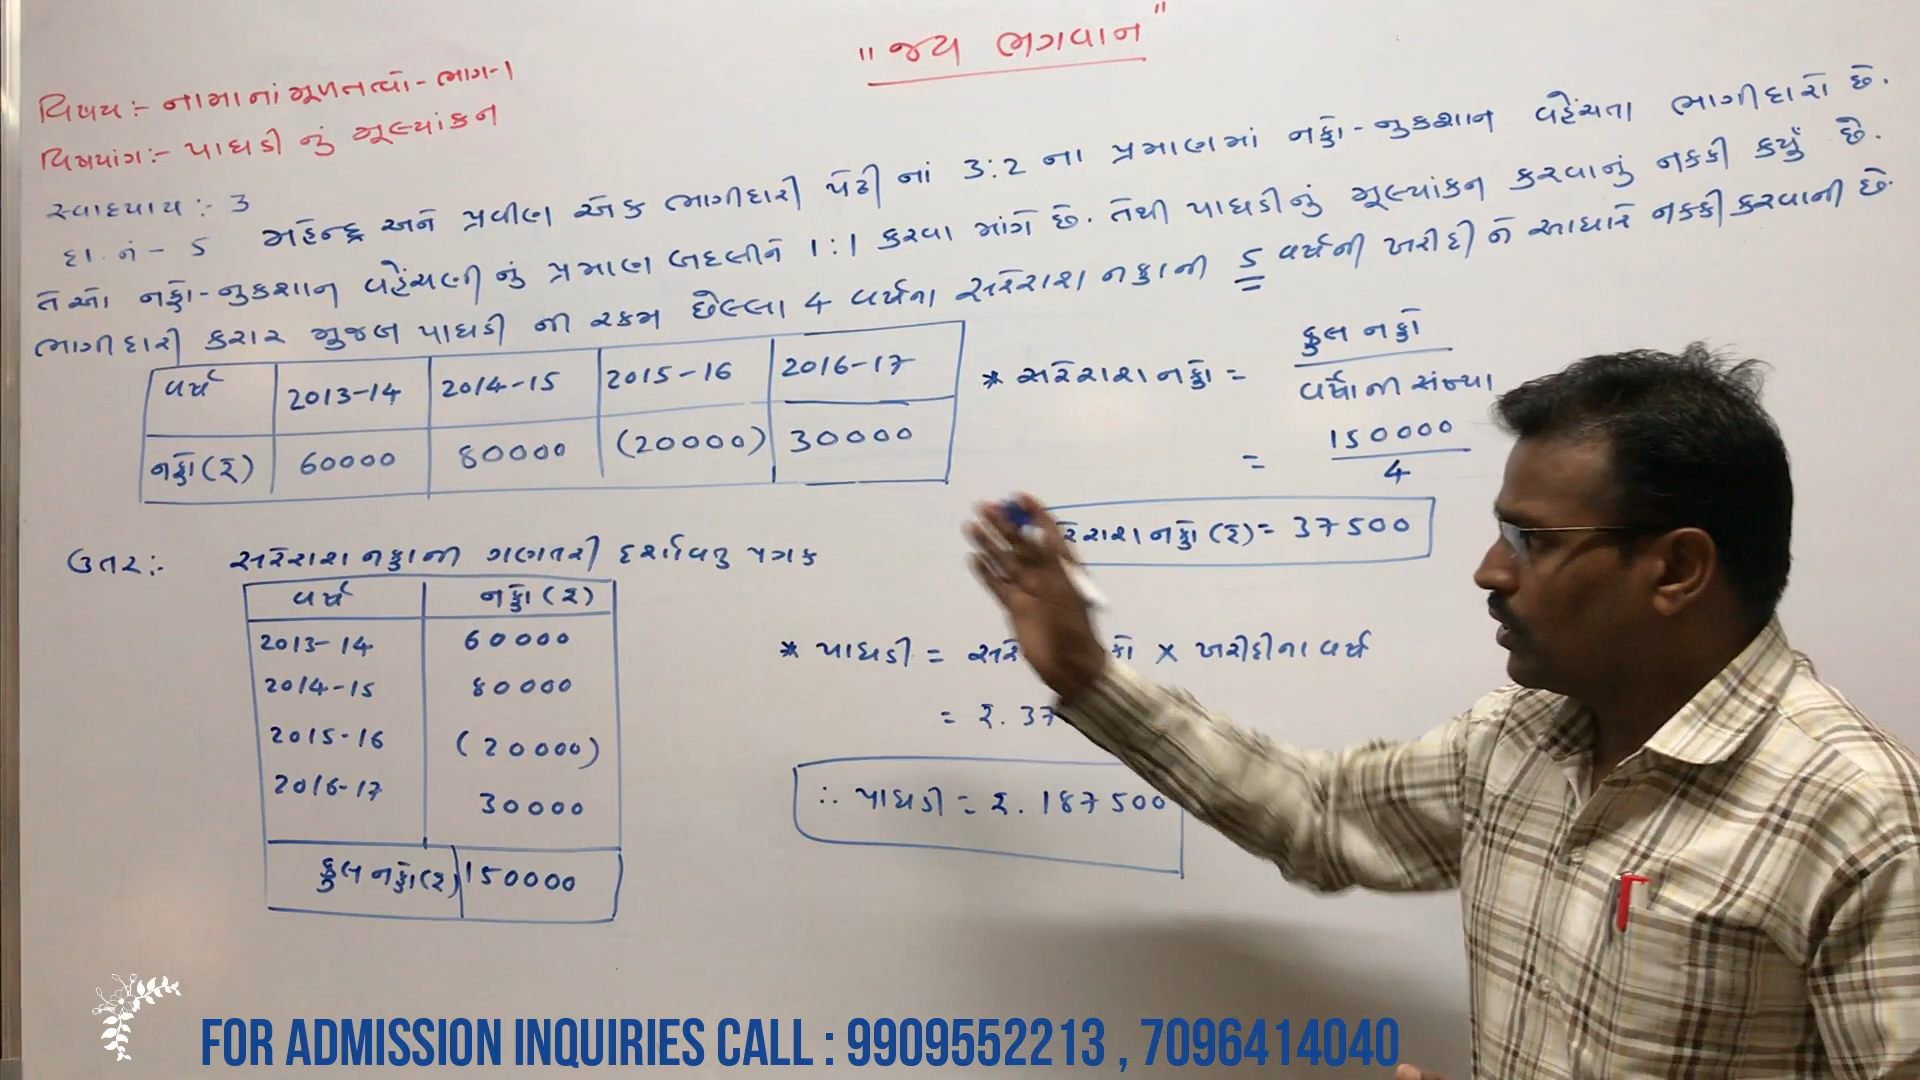 "જય ભગવાન"
વિષય:- નામાનાં મૂળતત્વો - ભાગ-1
વિષયાંગ:- પાઘડી નું મૂલ્યાંકન
સ્વાધ્યાય:- 3
દા.નં - 5 મહેન્દ્ર અને પ્રવીણ એક ભાગીદારી પેઢી નાં 3:2 ના પ્રમાણમાં નફો-નુકશાન વહેંચતા ભાગીદારો છે.
તેઓ નફો-નુકશાન વહેંચણી નું પ્રમાણ બદલીને 1:1 કરવા માંગે છે. તેથી પાઘડીનું મૂલ્યાંકન કરવાનું નક્કી કર્યું છે.
ભાગીદારી કરાર મુજબ પાઘડી ની રકમ છેલ્લા 4 વર્ષના સરેરાશ નફાની 5 વર્ષની ખરીદી ને આધારે નક્કી કરવાની છે.
વર્ષ 2013-14 2014-15 2015-16 2016-17
નફો(રૂ) 60000 80000 (20000) 30000
* સરેરાશ નફો = કુલ નફો
વર્ષોની સંખ્યા
= 150000
4
સરેરાશ નફો (રૂ) = 37500
ઉતર:- સરેરાશ નફાની ગણતરી દર્શાવતુ પત્રક
વર્ષ નફો(રૂ)
2013-14 60000
2014-15 80000
2015-16 (20000)
2016-17 30000
કુલ નફો(રૂ) 150000
* પાઘડી = × ખરીદીના વર્ષ
= રૂ. 37
∴ પાઘડી = રૂ. 187500
FOR ADMISSION INQUIRIES CALL : 9909552213 , 7096414040